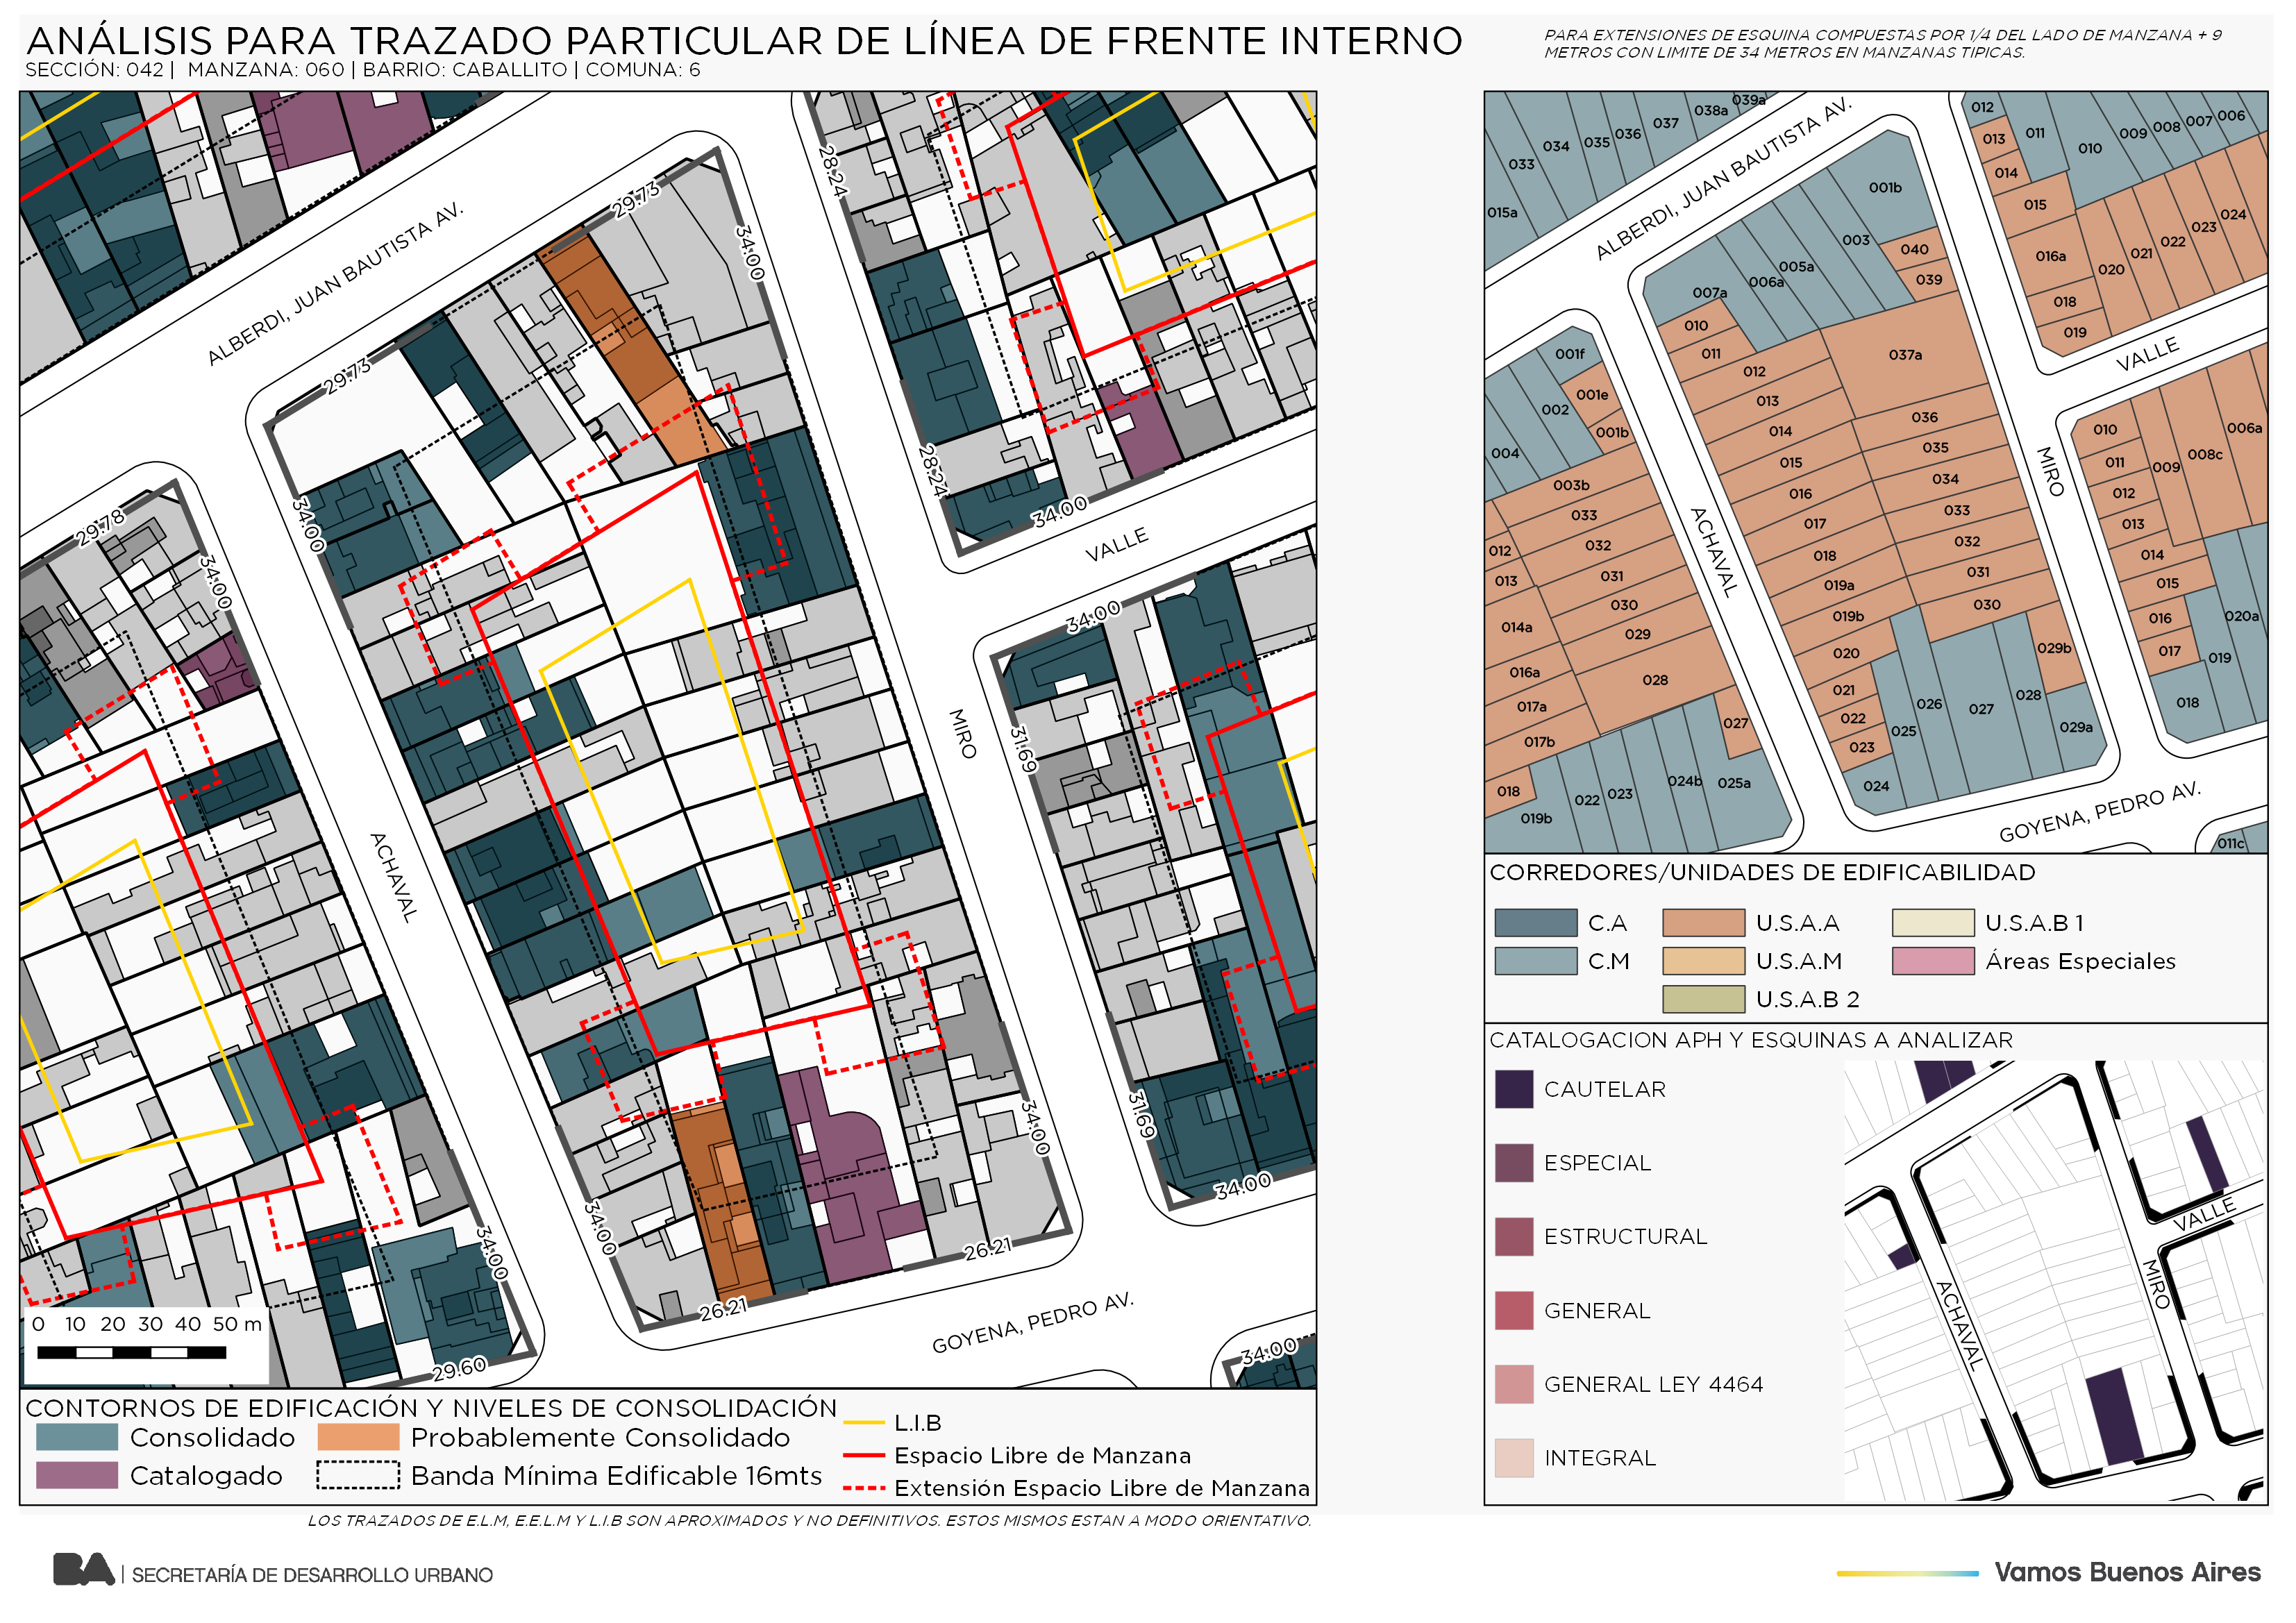 ANÁLISIS PARA TRAZADO PARTICULAR DE LÍNEA DE FRENTE INTERNO
SECCIÓN: 042 | MANZANA: 060 | BARRIO: CABALLITO | COMUNA: 6
PARA EXTENSIONES DE ESQUINA COMPUESTAS POR 1/4 DEL LADO DE MANZANA + 9
METROS CON LIMITE DE 34 METROS EN MANZANAS TIPICAS.
ALBERDI, JUAN BAUTISTA AV.
29.73
29.73
34.00
28.24
28.24
34.00
VALLE
34.00
29.78
34.00
34.00
31.69
MIRO
ACHAVAL
31.69
34.00
34.00
34.00
34.00
26.21
26.21
29.60
34.00
GOYENA, PEDRO AV.
0 10 20 30 40 50 m
CONTORNOS DE EDIFICACIÓN Y NIVELES DE CONSOLIDACIÓN
Consolidado
Probablemente Consolidado
Catalogado
Banda Mínima Edificable 16mts
L.I.B
Espacio Libre de Manzana
Extensión Espacio Libre de Manzana
LOS TRAZADOS DE E.L.M, E.E.L.M Y L.I.B SON APROXIMADOS Y NO DEFINITIVOS. ESTOS MISMOS ESTAN A MODO ORIENTATIVO.
015a
033
034
035
036
037
038a
039a
ALBERDI, JUAN BAUTISTA AV.
012
013
014
011
010
009
008
007
006
015
016a
018
019
020
021
022
023
024
VALLE
001b
003
040
039
005a
006a
007a
010
011
012
013
014
015
016
017
018
019a
019b
020
021
022
023
024
025
026
027
028
029a
029b
030
031
032
033
034
035
036
037a
001f
001e
001b
002
004
003b
033
032
031
030
029
028
027
012
013
014a
016a
017a
017b
018
019b
022
023
024b
025a
ACHAVAL
MIRO
010
011
012
013
014
015
016
017
018
009
008c
006a
019
020a
011c
GOYENA, PEDRO AV.
CORREDORES/UNIDADES DE EDIFICABILIDAD
C.A
U.S.A.A
U.S.A.B 1
C.M
U.S.A.M
Áreas Especiales
U.S.A.B 2
CATALOGACION APH Y ESQUINAS A ANALIZAR
CAUTELAR
ESPECIAL
ESTRUCTURAL
GENERAL
GENERAL LEY 4464
INTEGRAL
VALLE
MIRO
ACHAVAL
BA | SECRETARÍA DE DESARROLLO URBANO
Vamos Buenos Aires